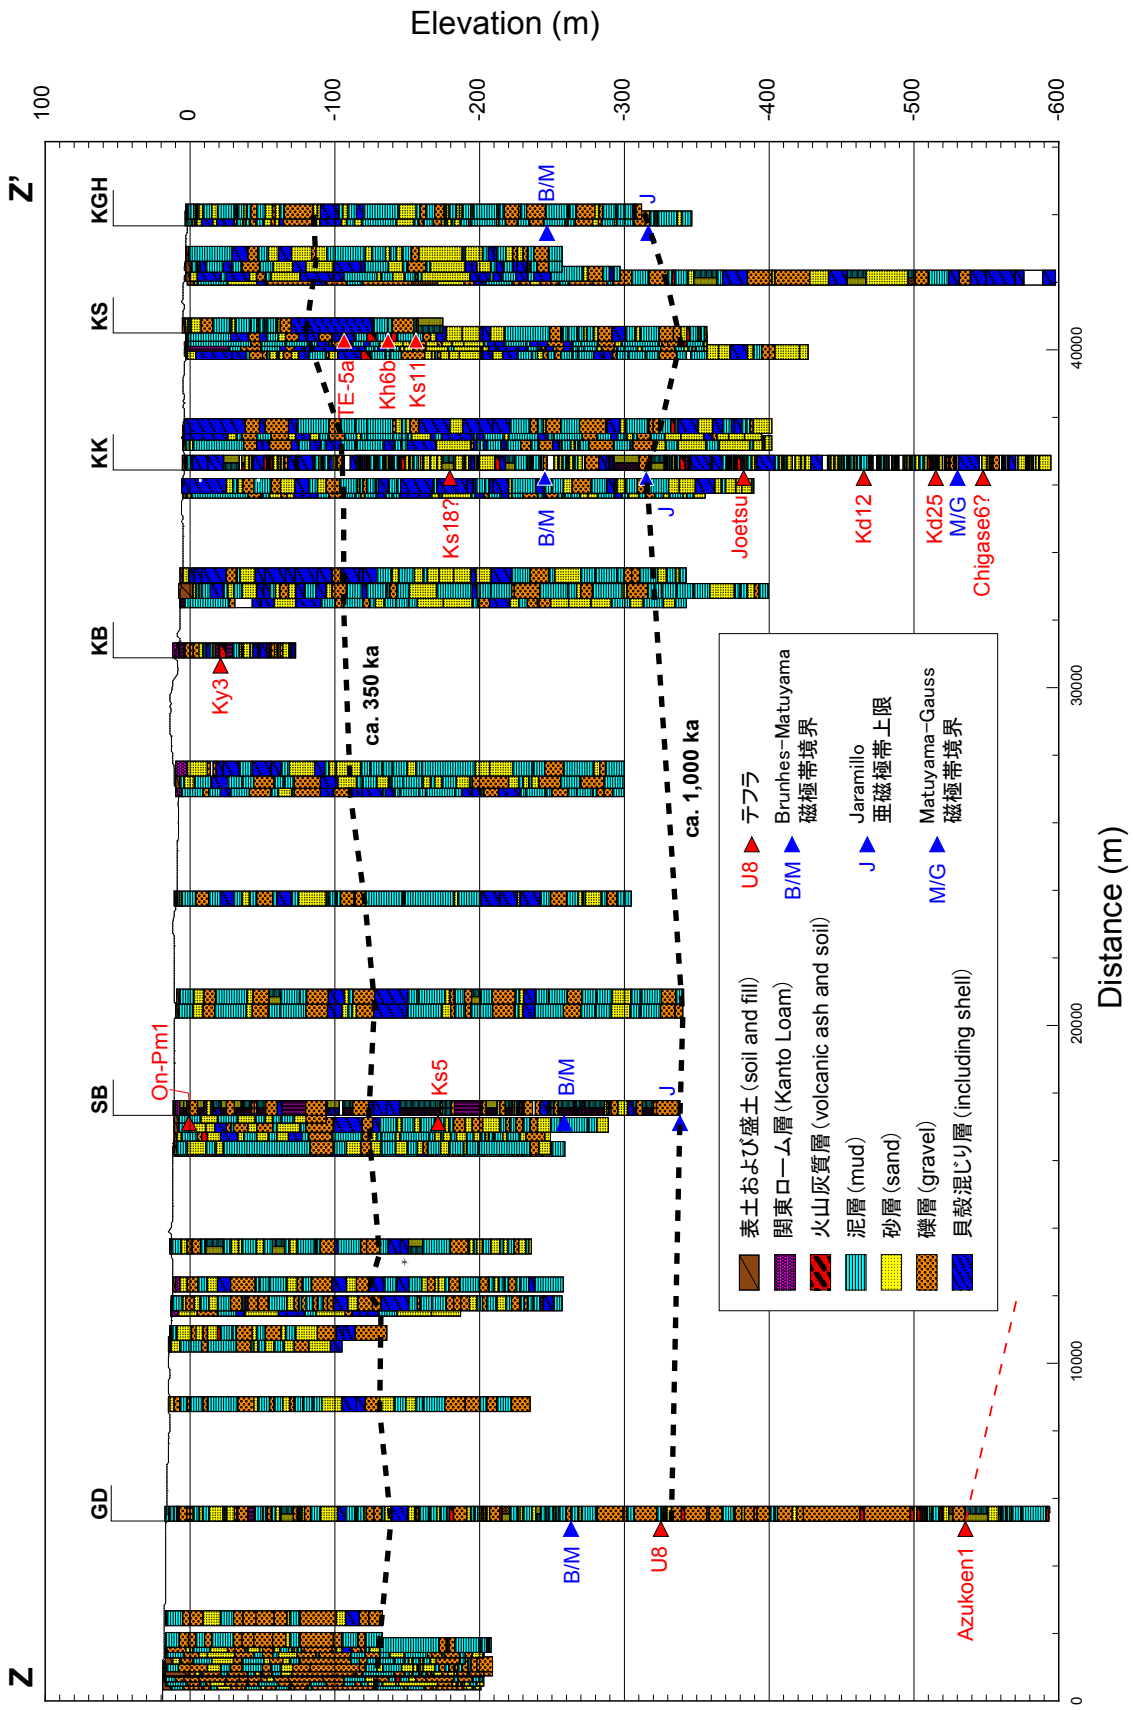 Elevation (m)
100
0
-100
-200
-300
-400
-500
-600
Z'
KGH
B/M
J
KS
TE-5a
Kh6b
Ks11
40000
KK
Ks18?
B/M
J
Joetsu
Kd12
Kd25
M/G
Chigase6?
KB
Ky3
30000
ca. 350 ka
ca. 1,000 ka
U8 テフラ
B/M Brunhes-Matuyama
磁極帯境界
J Jaramillo
亜磁極帯上限
M/G Matuyama-Gauss
磁極帯境界
表土および盛土(soil and fill)
関東ローム層(Kanto Loam)
火山灰質層(volcanic ash and soil)
泥層(mud)
砂層(sand)
礫層(gravel)
貝殻混じり層(including shell)
Distance (m)
20000
On-Pm1
SB
Ks5
B/M
J
10000
GD
B/M
U8
Azukoen1
Z
0